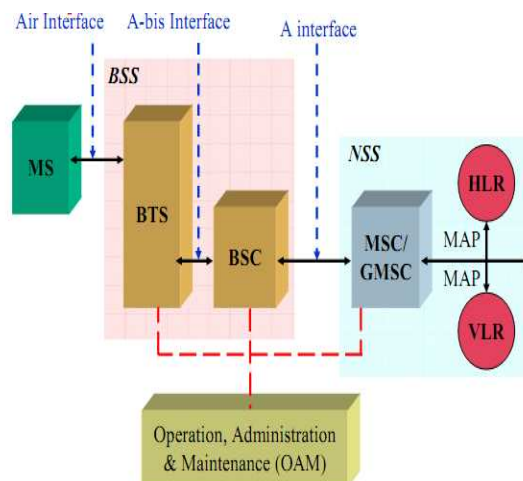 Air Interface
A-bis Interface
A interface
BSS
NSS
MS
BTS
BSC
MSC/
GMSC
HLR
MAP
MAP
VLR
Operation, Administration
& Maintenance (OAM)